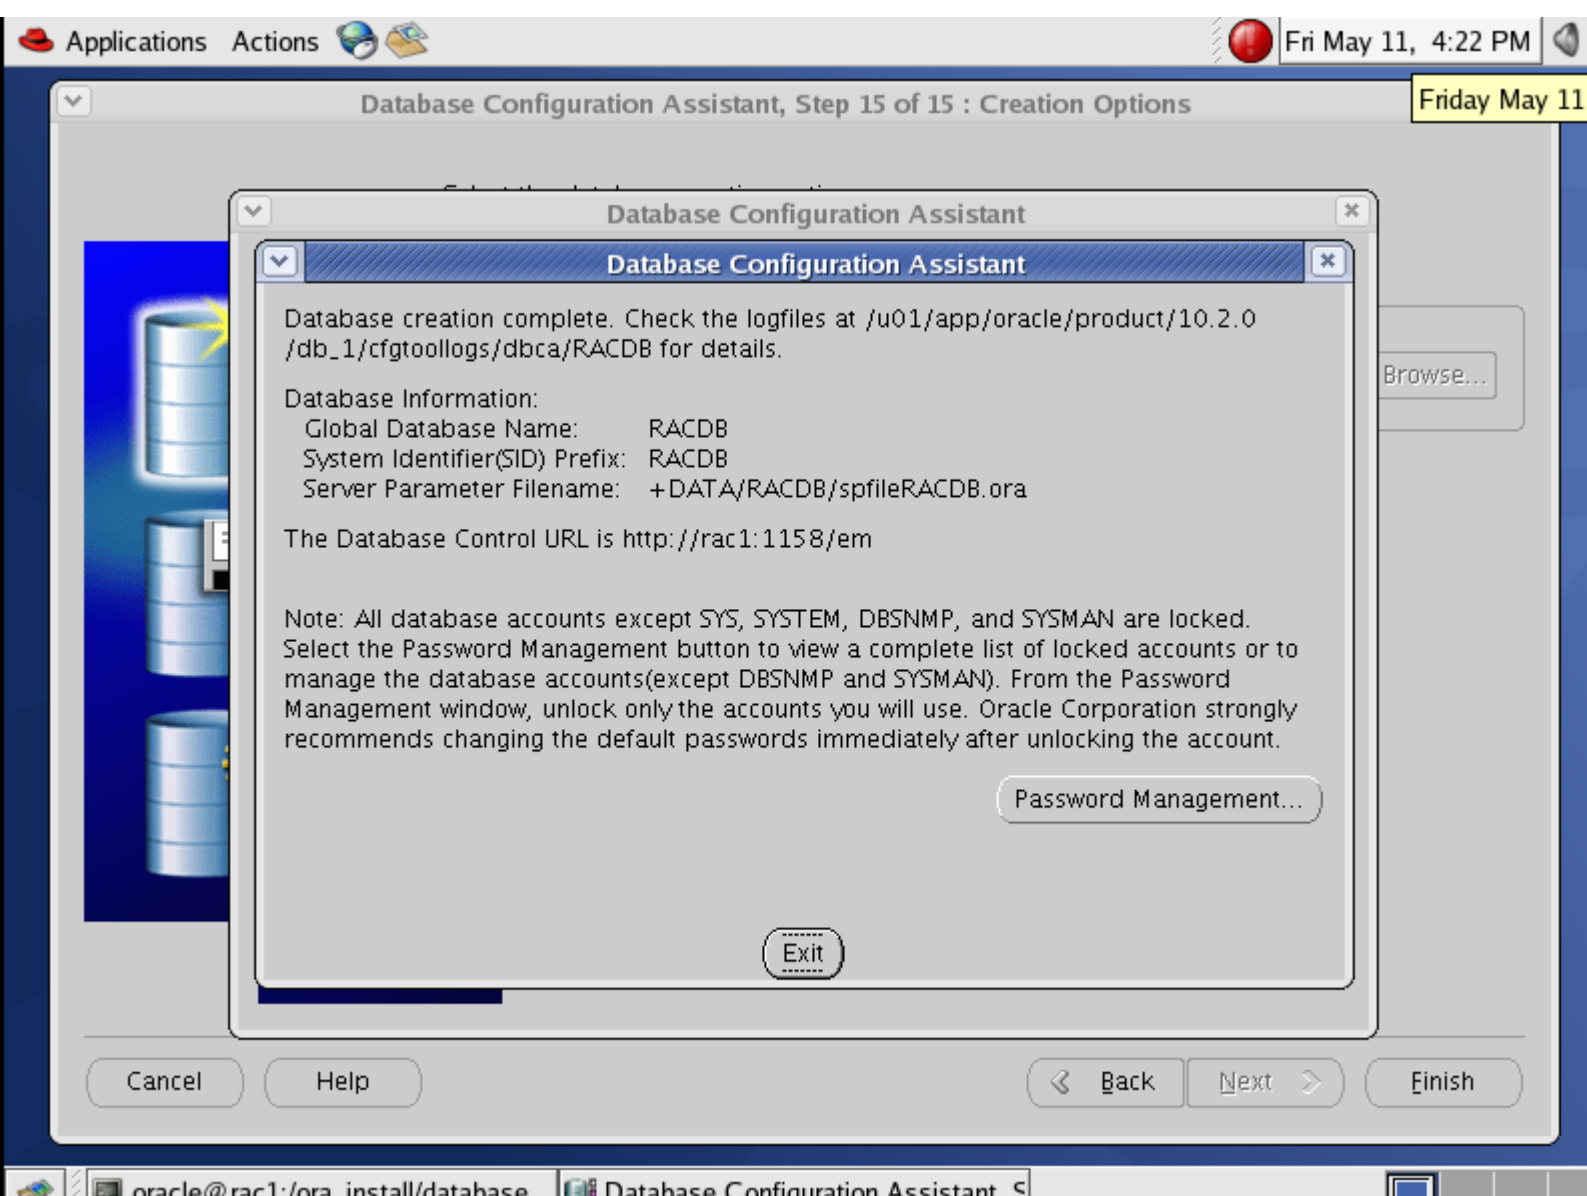 Applications Actions
Fri May 11, 4:22 PM
Friday May 11
Database Configuration Assistant, Step 15 of 15 : Creation Options
Database Configuration Assistant
Database Configuration Assistant
Database creation complete. Check the logfiles at /u01/app/oracle/product/10.2.0
/db_1/cfgtoollogs/dbca/RACDB for details.
Browse...
Database Information:
Global Database Name: RACDB
System Identifier(SID) Prefix: RACDB
Server Parameter Filename: +DATA/RACDB/spfileRACDB.ora
The Database Control URL is http://rac1:1158/em
Note: All database accounts except SYS, SYSTEM, DBSNMP, and SYSMAN are locked.
Select the Password Management button to view a complete list of locked accounts or to
manage the database accounts(except DBSNMP and SYSMAN). From the Password
Management window, unlock only the accounts you will use. Oracle Corporation strongly
recommends changing the default passwords immediately after unlocking the account.
Password Management...
Exit
Cancel Help Back Next Finish
oracle@rac1:/ora_install/database Database Configuration Assistant, S